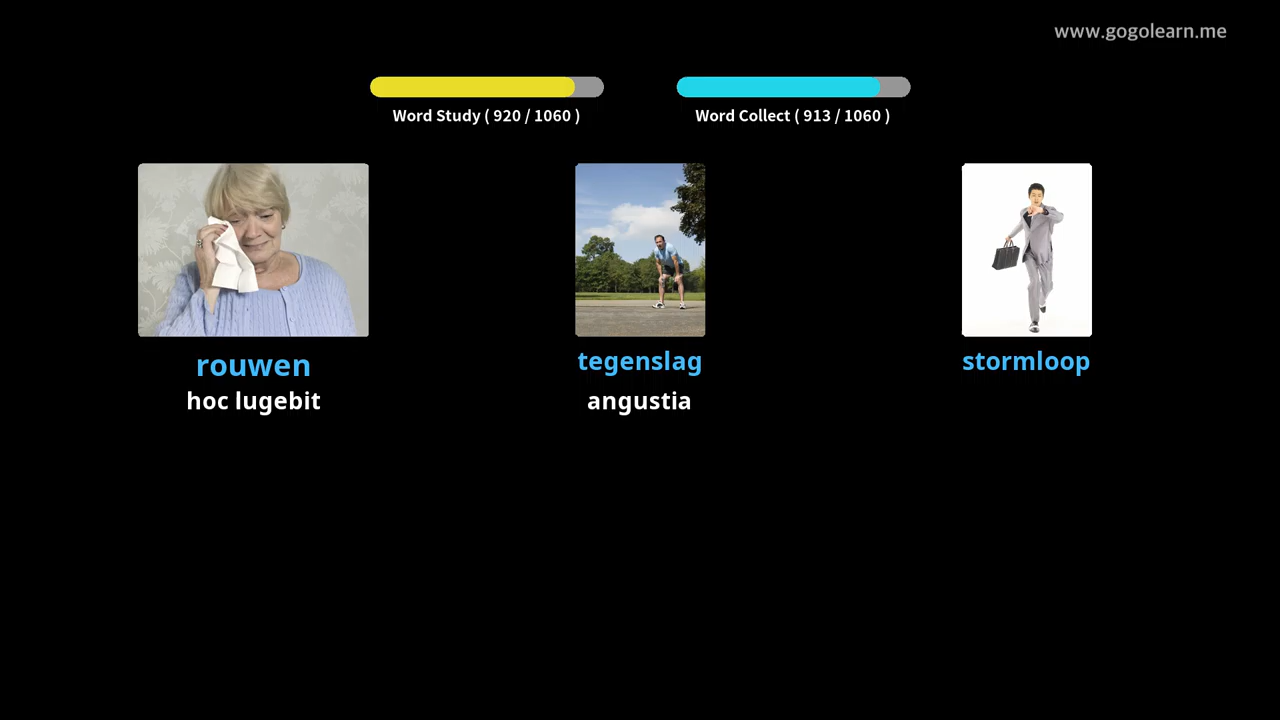 www.gogolearn.me
Word Study ( 920 / 1060 )
Word Collect ( 913 / 1060 )
rouwen
tegenslag
stormloop
hoc lugebit
angustia